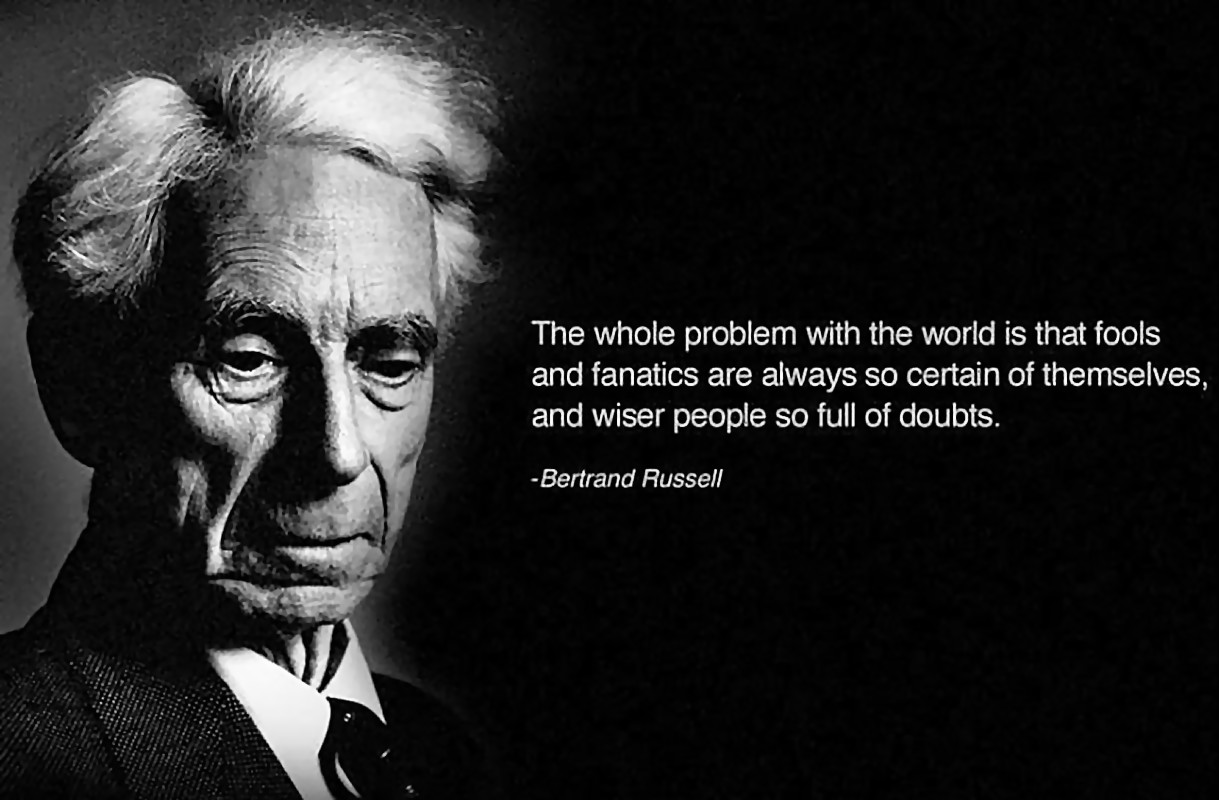 The whole problem with the world is that fools
and fanatics are always so certain of themselves,
and wiser people so full of doubts.
-Bertrand Russell